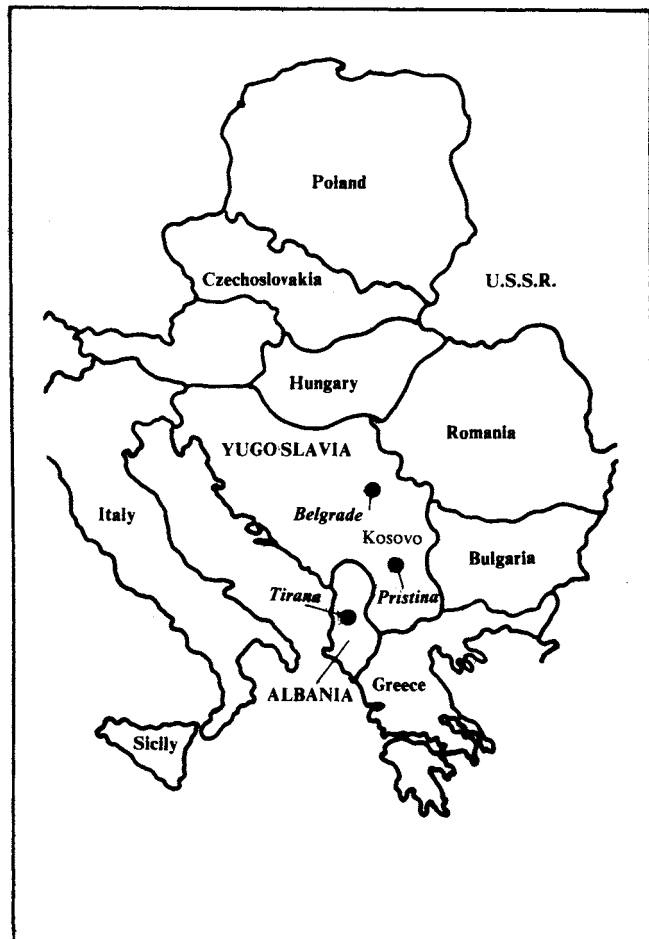 Poland
Czechoslovakia
U.S.S.R.
Hungary
Romania
YUGOSLAVIA
Italy
Belgrade
Kosovo
Bulgaria
Tirana
Pristina
ALBANIA
Greece
Sicily